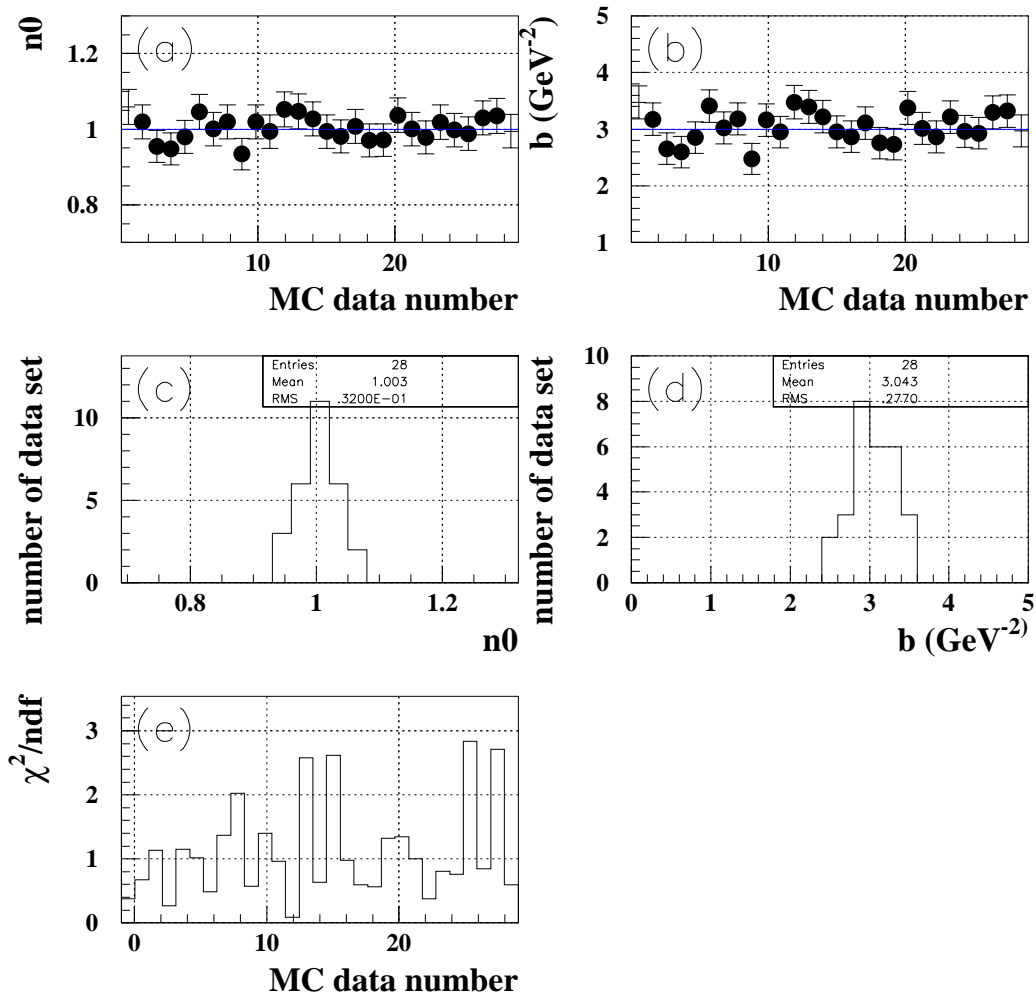 n0
(a)
1.2
1
0.8
10
20
MC data number
b (GeV-2)
(b)
5
4
3
2
1
10
20
MC data number
number of data set
(c)
Entries 28
Mean 1.003
RMS .3200E-01
10
5
0
0.8
1
1.2
n0
number of data set
(d)
Entries 28
Mean 3.043
RMS .2770
10
8
6
4
2
0
0
1
2
3
4
5
b (GeV-2)
χ2/ndf
(e)
3
2
1
0
0
10
20
MC data number